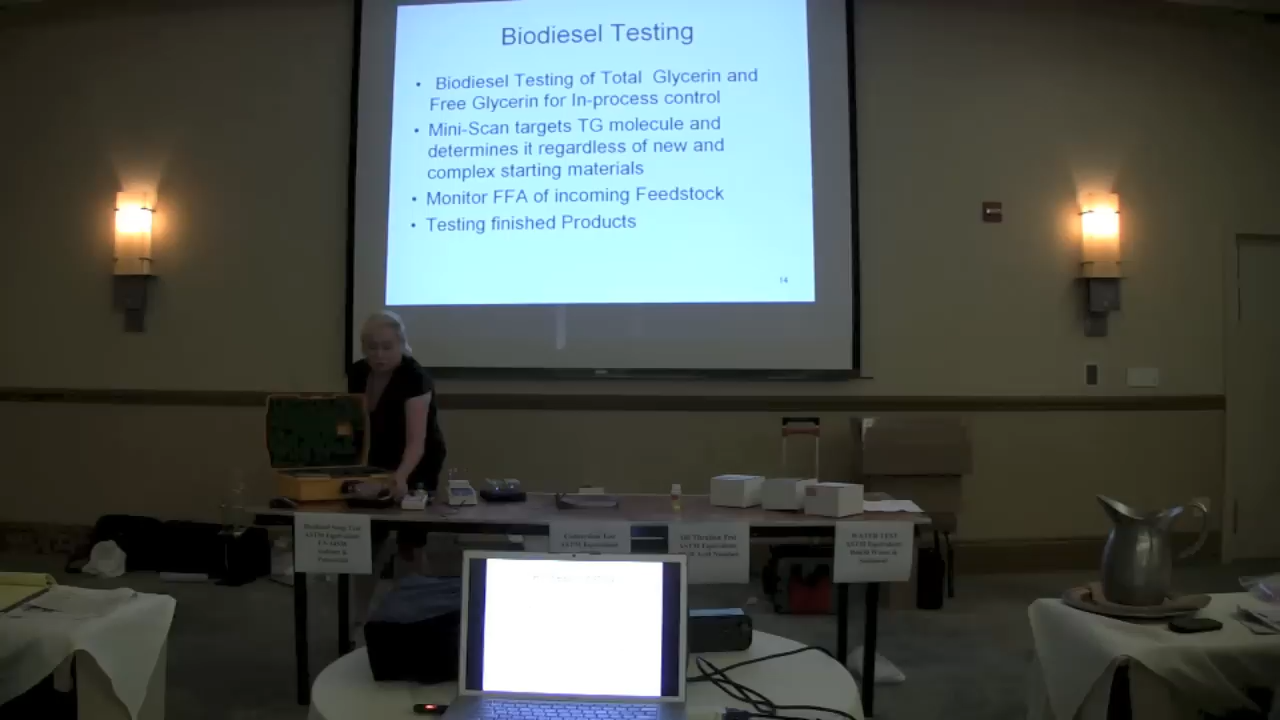 Biodiesel Testing
• Biodiesel Testing of Total Glycerin and
Free Glycerin for In-process control
• Mini-Scan targets TG molecule and
determines it regardless of new and
complex starting materials
• Monitor FFA of incoming Feedstock
• Testing finished Products
14
WATER TEST